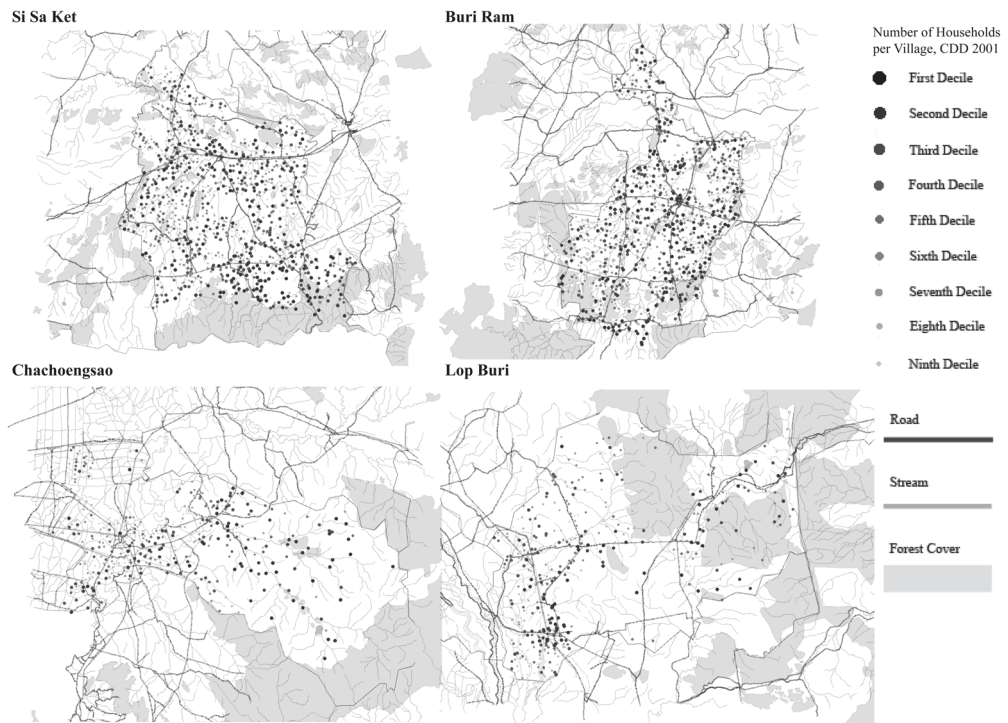 Si Sa Ket
Buri Ram
Number of Households
per Village, CDD 2001
First Decile
Second Decile
Third Decile
Fourth Decile
Fifth Decile
Sixth Decile
Seventh Decile
Eighth Decile
Ninth Decile
Chachoengsao
Lop Buri
Road
Stream
Forest Cover